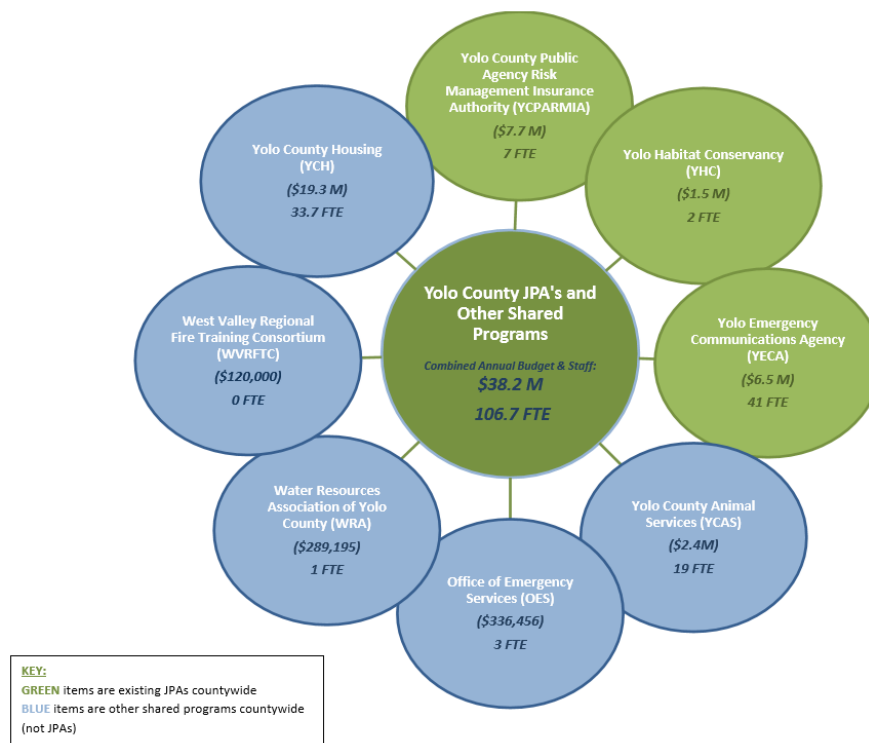 Yolo County Public
Agency Risk
Management Insurance
Authority (YCPARMIA)
($7.7 M)
7 FTE
Yolo Habitat Conservancy
(YHC)
($1.5 M)
2 FTE
Yolo Emergency
Communications Agency
(YECA)
($6.5 M)
41 FTE
Yolo County Animal
Services (YCAS)
($2.4M)
19 FTE
Office of Emergency
Services (OES)
($336,456)
3 FTE
Water Resources
Association of Yolo
County (WRA)
($289,195)
1 FTE
West Valley Regional
Fire Training Consortium
(WVRFTC)
($120,000)
0 FTE
Yolo County Housing
(YCH)
($19.3 M)
33.7 FTE
Yolo County JPA's and
Other Shared
Programs
Combined Annual Budget & Staff:
$38.2 M
106.7 FTE
KEY:
GREEN items are existing JPAs countywide
BLUE items are other shared programs countywide
(not JPAs)